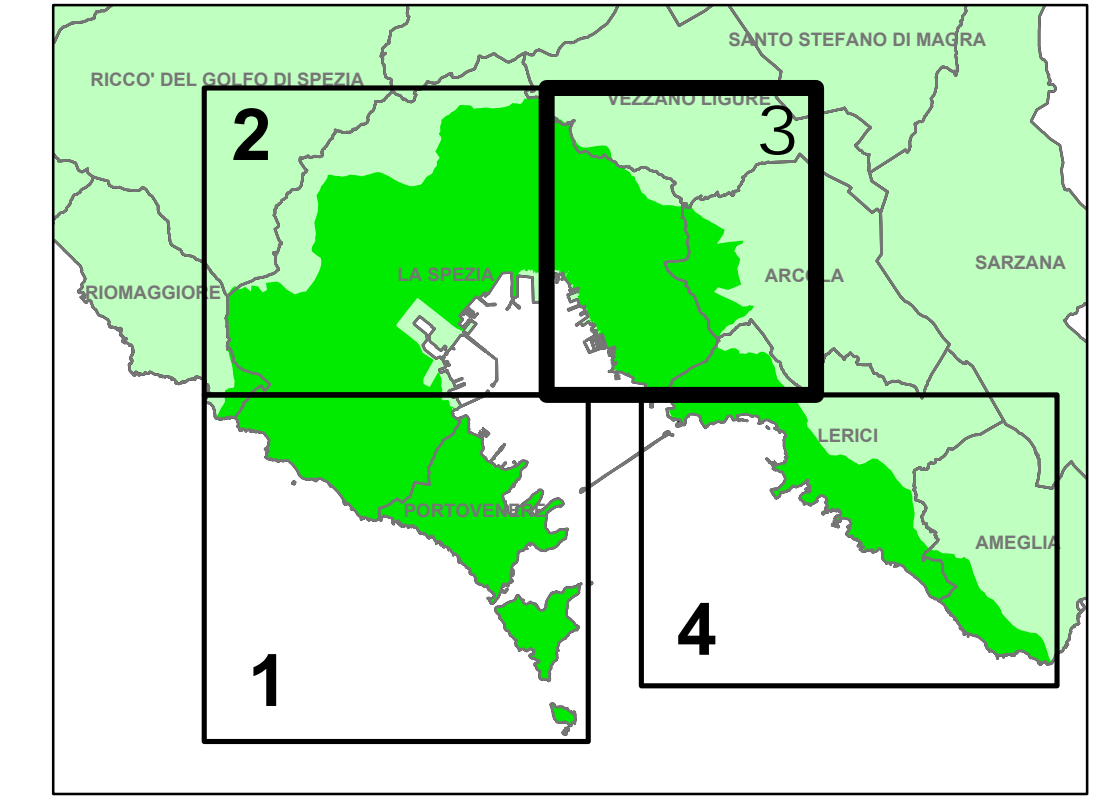 SANTO STEFANO DI MAGRA
RICCO' DEL GOLFO DI SPEZIA
VEZZANO LIGURE
2
3
SARZANA
LA SPEZIA
ARCOLA
RIOMAGGIORE
LERICI
PORTOVENERE
AMEGLIA
4
1